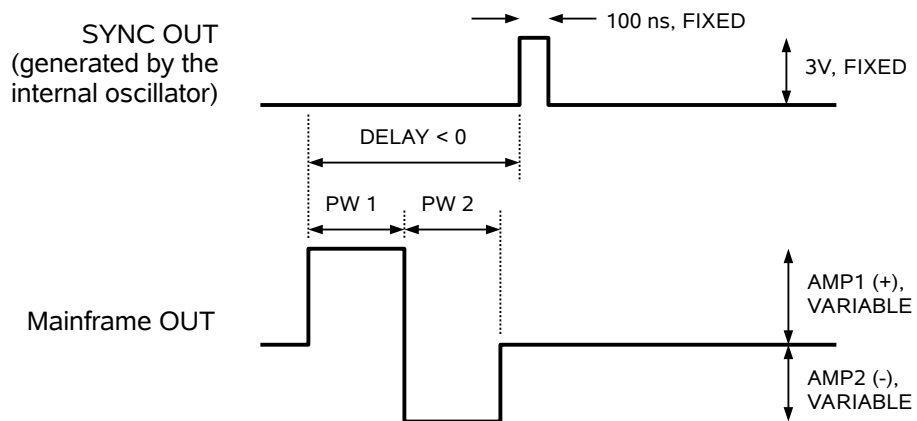 SYNC OUT
(generated by the
internal oscillator)
100 ns, FIXED
3V, FIXED
DELAY < 0
PW 1
PW 2
Mainframe OUT
AMP1 (+),
VARIABLE
AMP2 (-),
VARIABLE